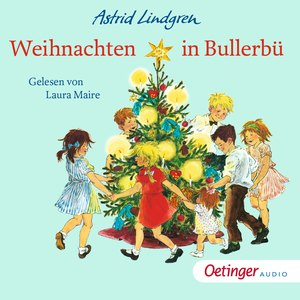 Astrid Lindgren
Weihnachten in Bullerbü
Gelesen von
Laura Maire
Oetinger AUDIO